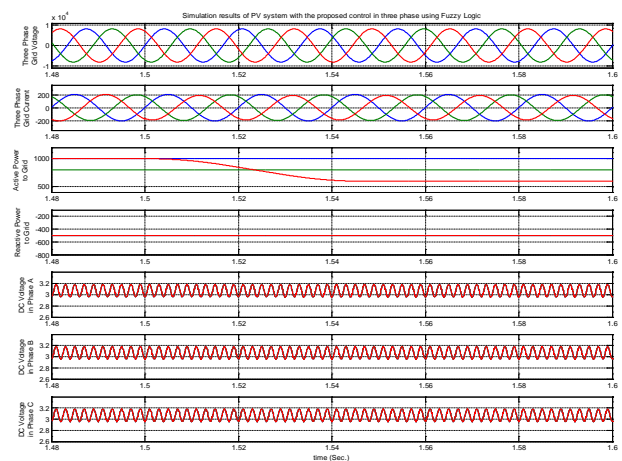 Simulation results of PV system with the proposed control in three phase using Fuzzy Logic
x 10^4
Three Phase
Grid Voltage
1
0
-1
1.48 1.5 1.52 1.54 1.56 1.58 1.6
Three Phase
Grid Current
200
0
-200
1.48 1.5 1.52 1.54 1.56 1.58 1.6
Active Power
to Grid
1000
500
1.48 1.5 1.52 1.54 1.56 1.58 1.6
Reactive Power
to Grid
-200
-400
-600
-800
1.48 1.5 1.52 1.54 1.56 1.58 1.6
DC Voltage
in Phase A
3.2
3
2.8
2.6
1.48 1.5 1.52 1.54 1.56 1.58 1.6
DC Voltage
in Phase B
3.2
3
2.8
2.6
1.48 1.5 1.52 1.54 1.56 1.58 1.6
DC Voltage
in Phase C
3.2
3
2.8
2.6
1.48 1.5 1.52 1.54 1.56 1.58 1.6
time (Sec.)